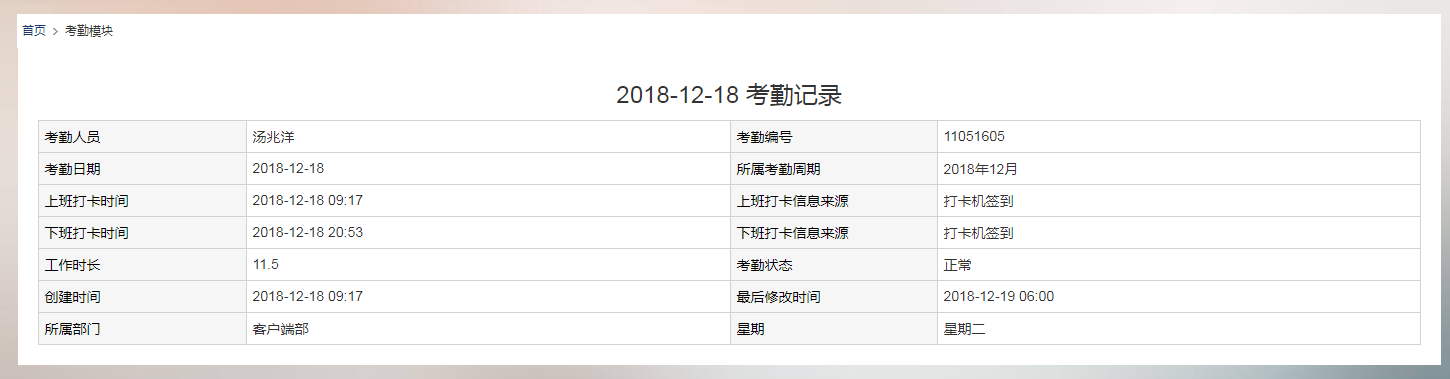 首页 > 考勤模块
2018-12-18 考勤记录
考勤人员 汤兆洋 考勤编号 11051605
考勤日期 2018-12-18 所属考勤周期 2018年12月
上班打卡时间 2018-12-18 09:17 上班打卡信息来源 打卡机签到
下班打卡时间 2018-12-18 20:53 下班打卡信息来源 打卡机签到
工作时长 11.5 考勤状态 正常
创建时间 2018-12-18 09:17 最后修改时间 2018-12-19 06:00
所属部门 客户端部 星期 星期二